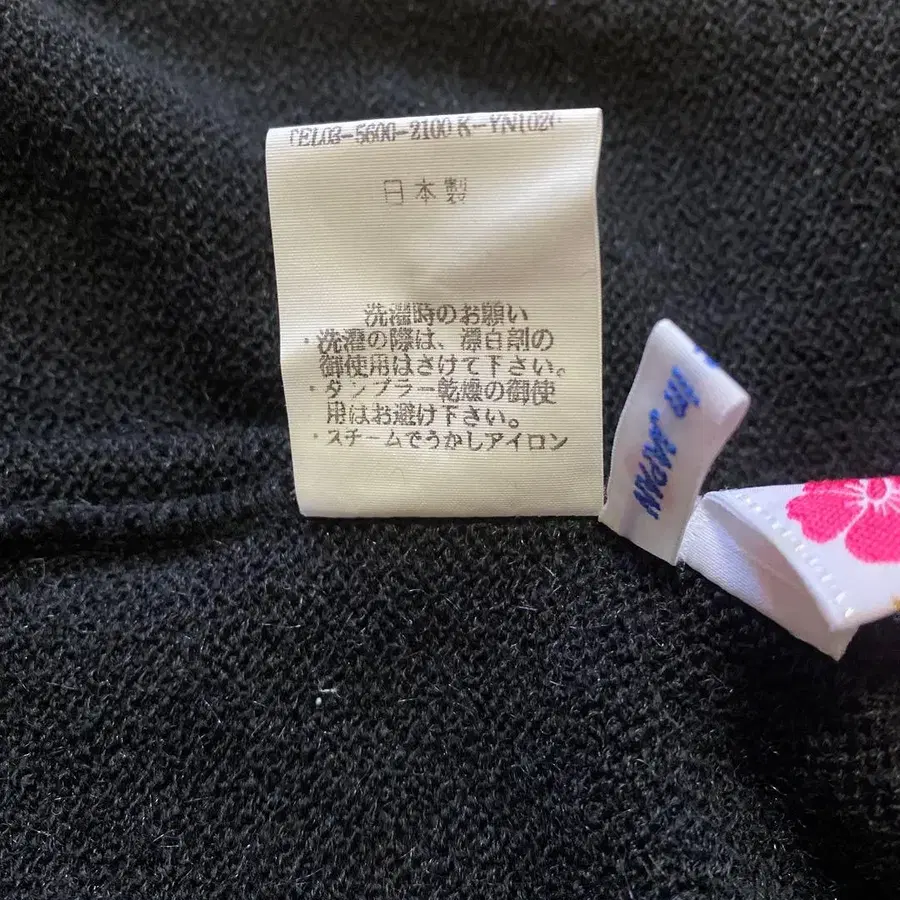 TEL03-5600-2100 K-YN102
日本製
洗濯時のお願い
・洗濯の際は、漂白剤の
御使用はさけて下さい。
・タンブラー乾燥の御使
用はお避け下さい。
・スチームでうかしアイロン
in JAPAN